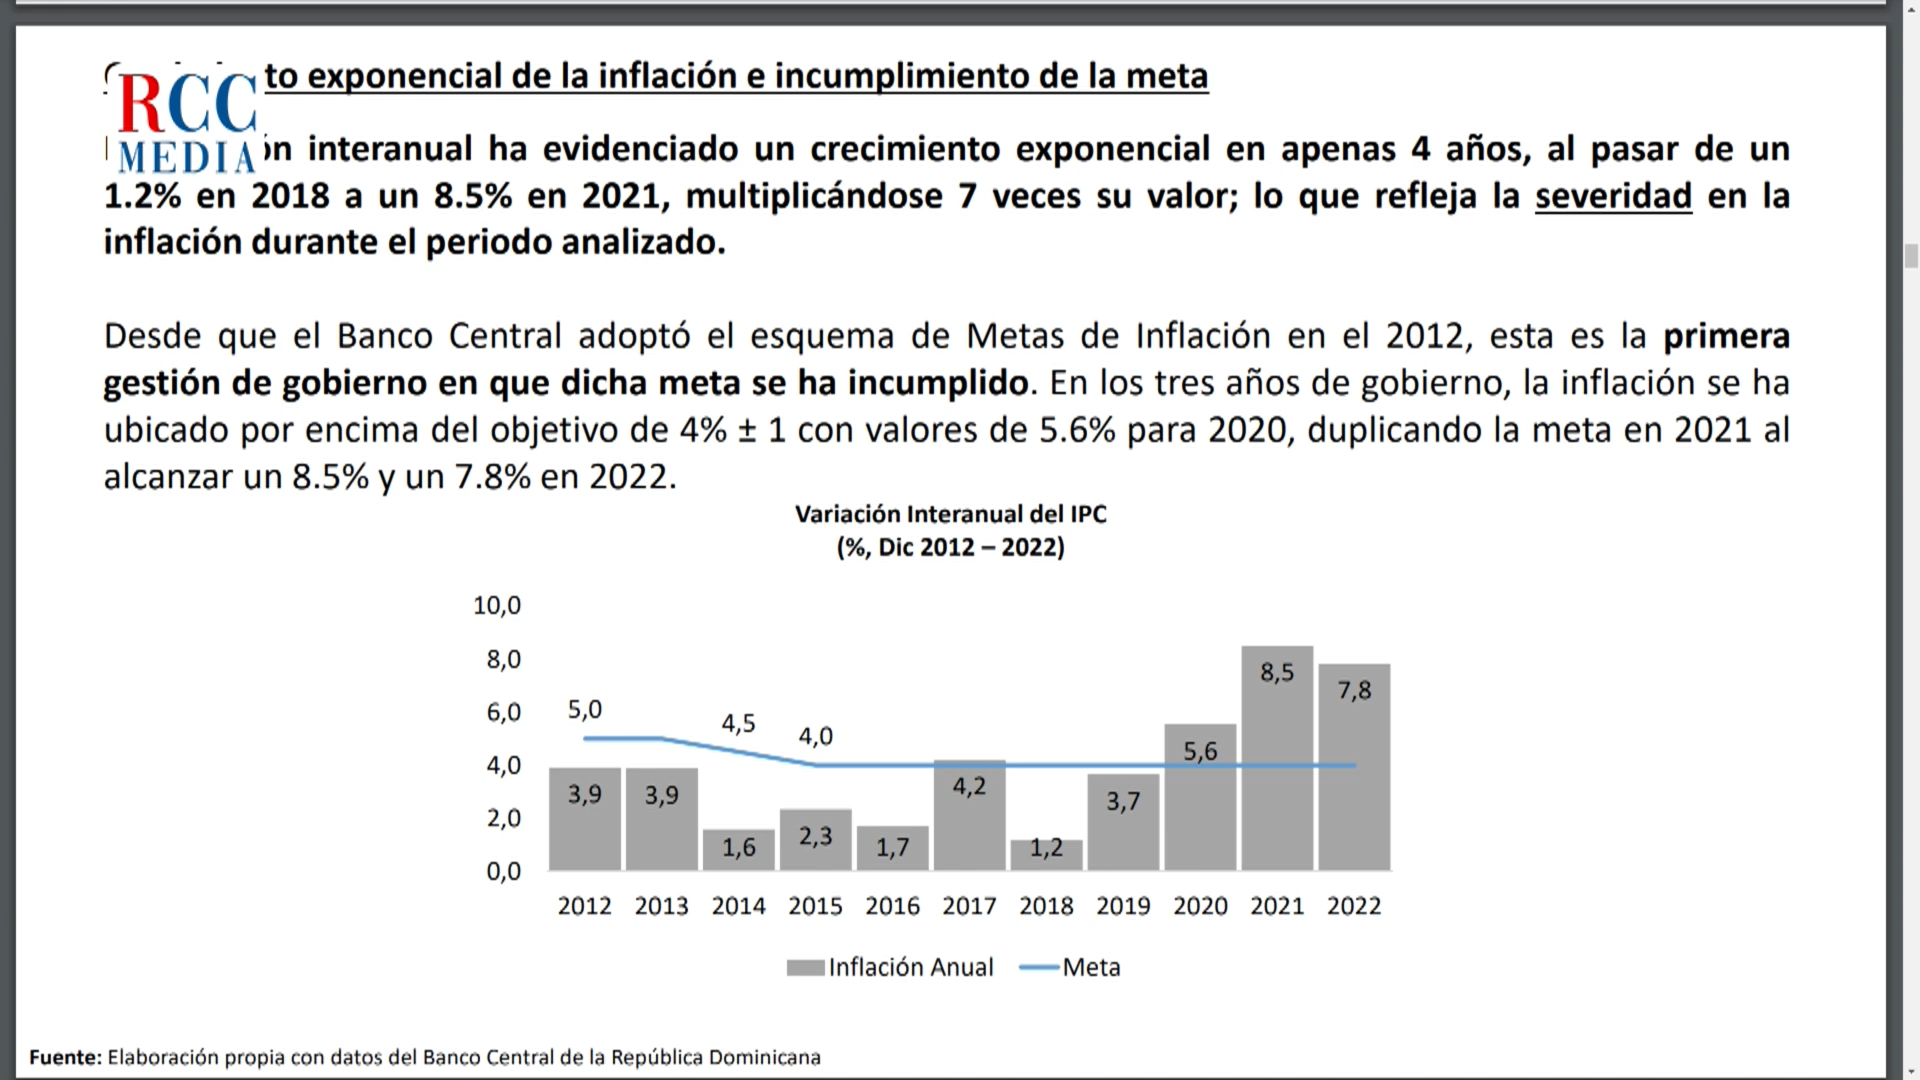 to exponencial de la inflación e incumplimiento de la meta
RCC
MEDIA
interanual ha evidenciado un crecimiento exponencial en apenas 4 años, al pasar de un
1.2% en 2018 a un 8.5% en 2021, multiplicándose 7 veces su valor; lo que refleja la severidad en la
inflación durante el periodo analizado.
Desde que el Banco Central adoptó el esquema de Metas de Inflación en el 2012, esta es la primera
gestión de gobierno en que dicha meta se ha incumplido. En los tres años de gobierno, la inflación se ha
ubicado por encima del objetivo de 4% ± 1 con valores de 5.6% para 2020, duplicando la meta en 2021 al
alcanzar un 8.5% y un 7.8% en 2022.
Variación Interanual del IPC
(%, Dic 2012 – 2022)
10,0
8,0
6,0
4,0
2,0
0,0
5,0
4,5
4,0
3,9
3,9
1,6
2,3
1,7
4,2
1,2
3,7
5,6
8,5
7,8
2012 2013 2014 2015 2016 2017 2018 2019 2020 2021 2022
Inflación Anual Meta
Fuente: Elaboración propia con datos del Banco Central de la República Dominicana